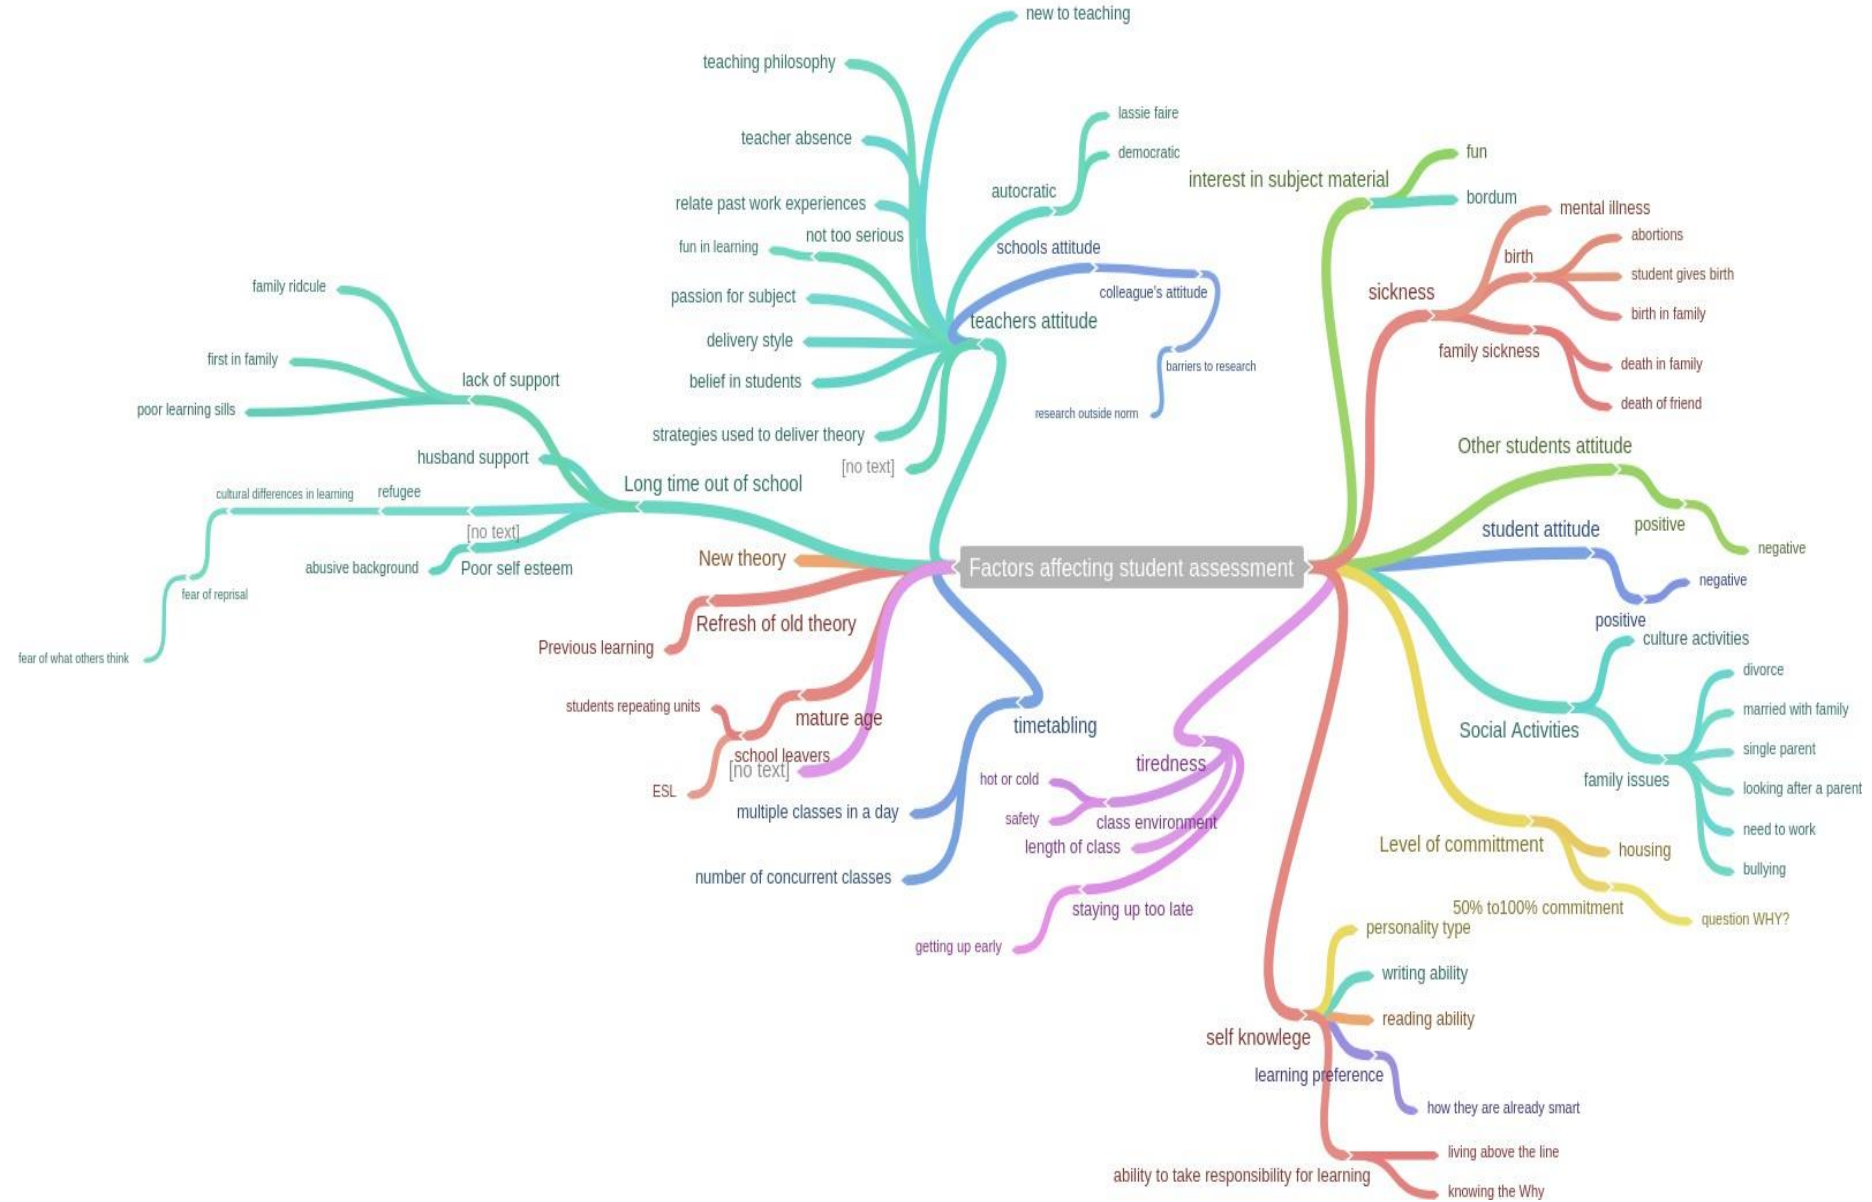 Factors affecting student assessment
new to teaching
teaching philosophy
teacher absence
relate past work experiences
not too serious
fun in learning
passion for subject
delivery style
belief in students
strategies used to deliver theory
[no text]
autocratic
lassie faire
democratic
schools attitude
colleague's attitude
barriers to research
research outside norm
teachers attitude
Long time out of school
lack of support
family ridcule
first in family
poor learning sills
husband support
refugee
cultural differences in learning
fear of reprisal
fear of what others think
[no text]
Poor self esteem
abusive background
New theory
Refresh of old theory
Previous learning
mature age
school leavers
students repeating units
ESL
[no text]
timetabling
multiple classes in a day
number of concurrent classes
interest in subject material
fun
bordum
sickness
mental illness
birth
abortions
student gives birth
birth in family
family sickness
death in family
death of friend
Other students attitude
positive
negative
student attitude
positive
negative
Social Activities
culture activities
family issues
divorce
married with family
single parent
looking after a parent
need to work
bullying
Level of committment
housing
50% to100% commitment
question WHY?
tiredness
class environment
hot or cold
safety
length of class
staying up too late
getting up early
self knowlege
personality type
writing ability
reading ability
learning preference
how they are already smart
ability to take responsibility for learning
living above the line
knowing the Why